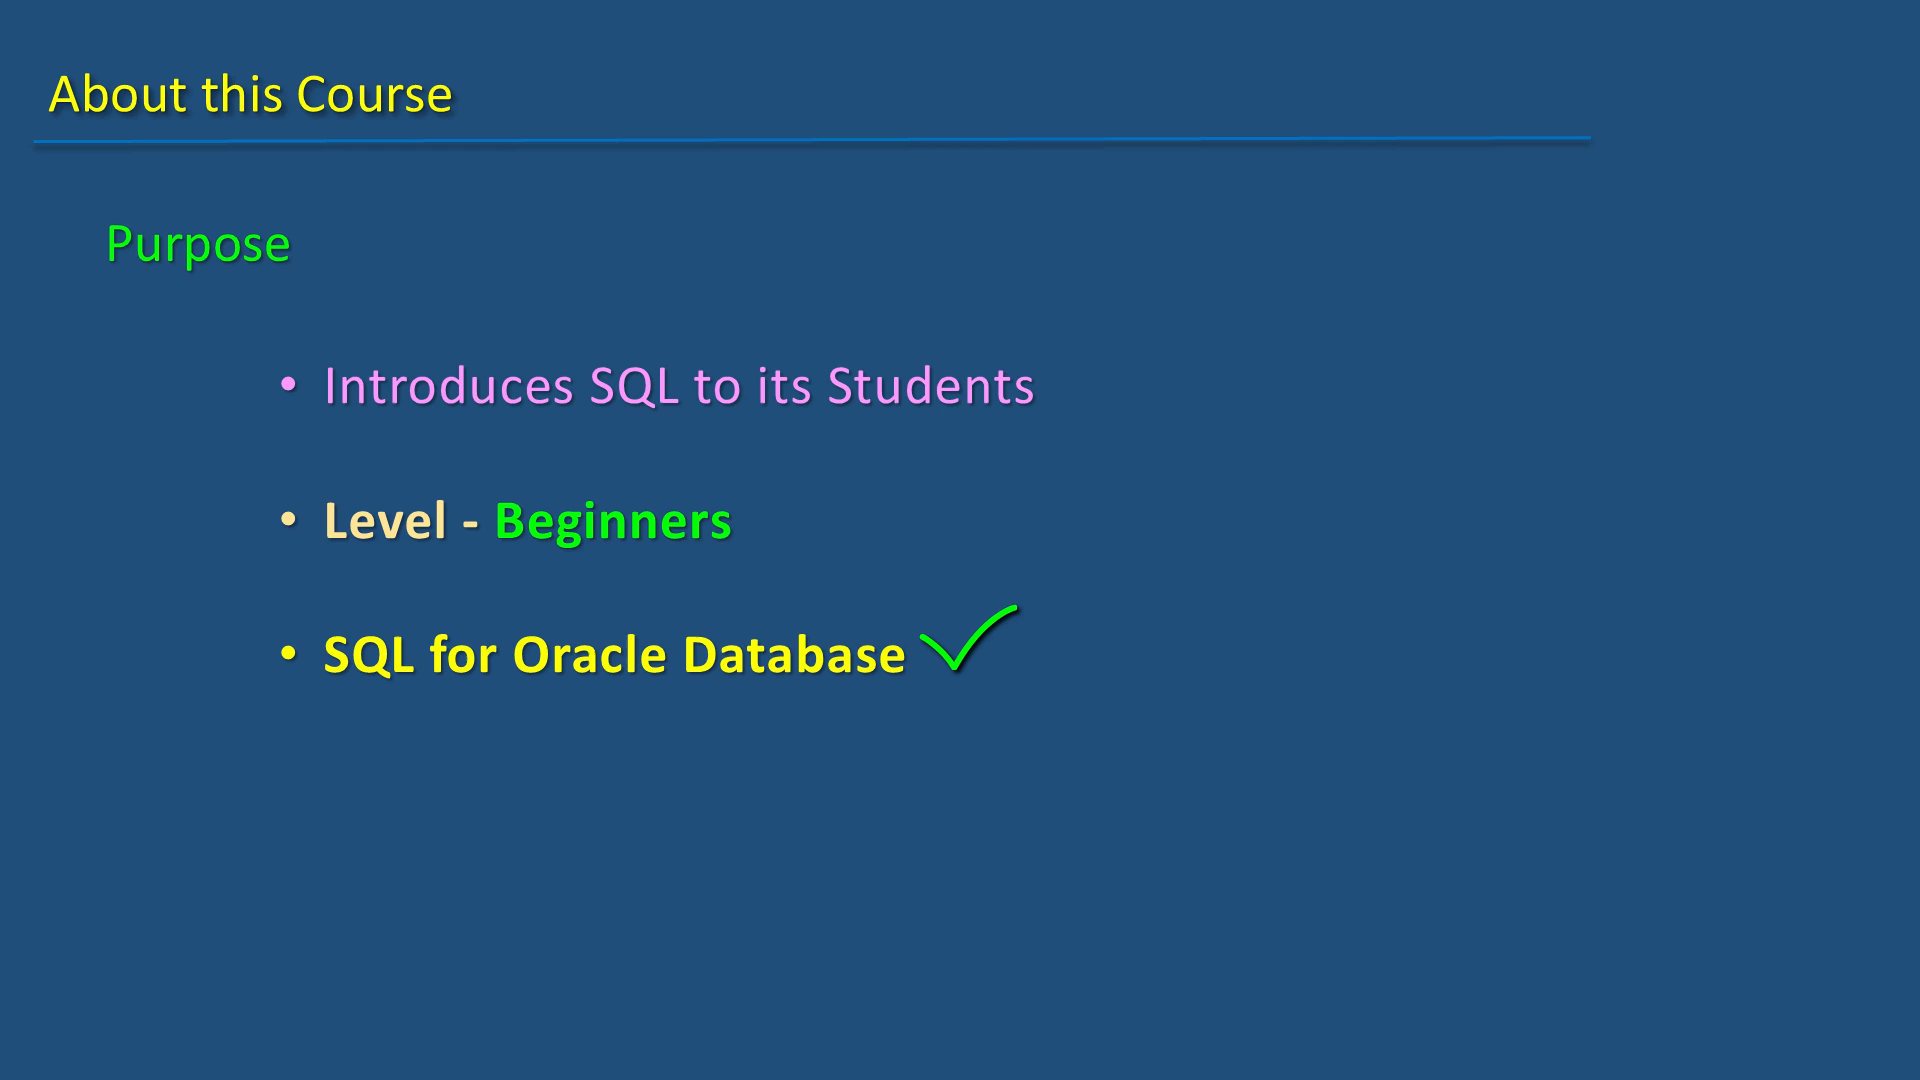 About this Course
Purpose
• Introduces SQL to its Students
• Level - Beginners
• SQL for Oracle Database